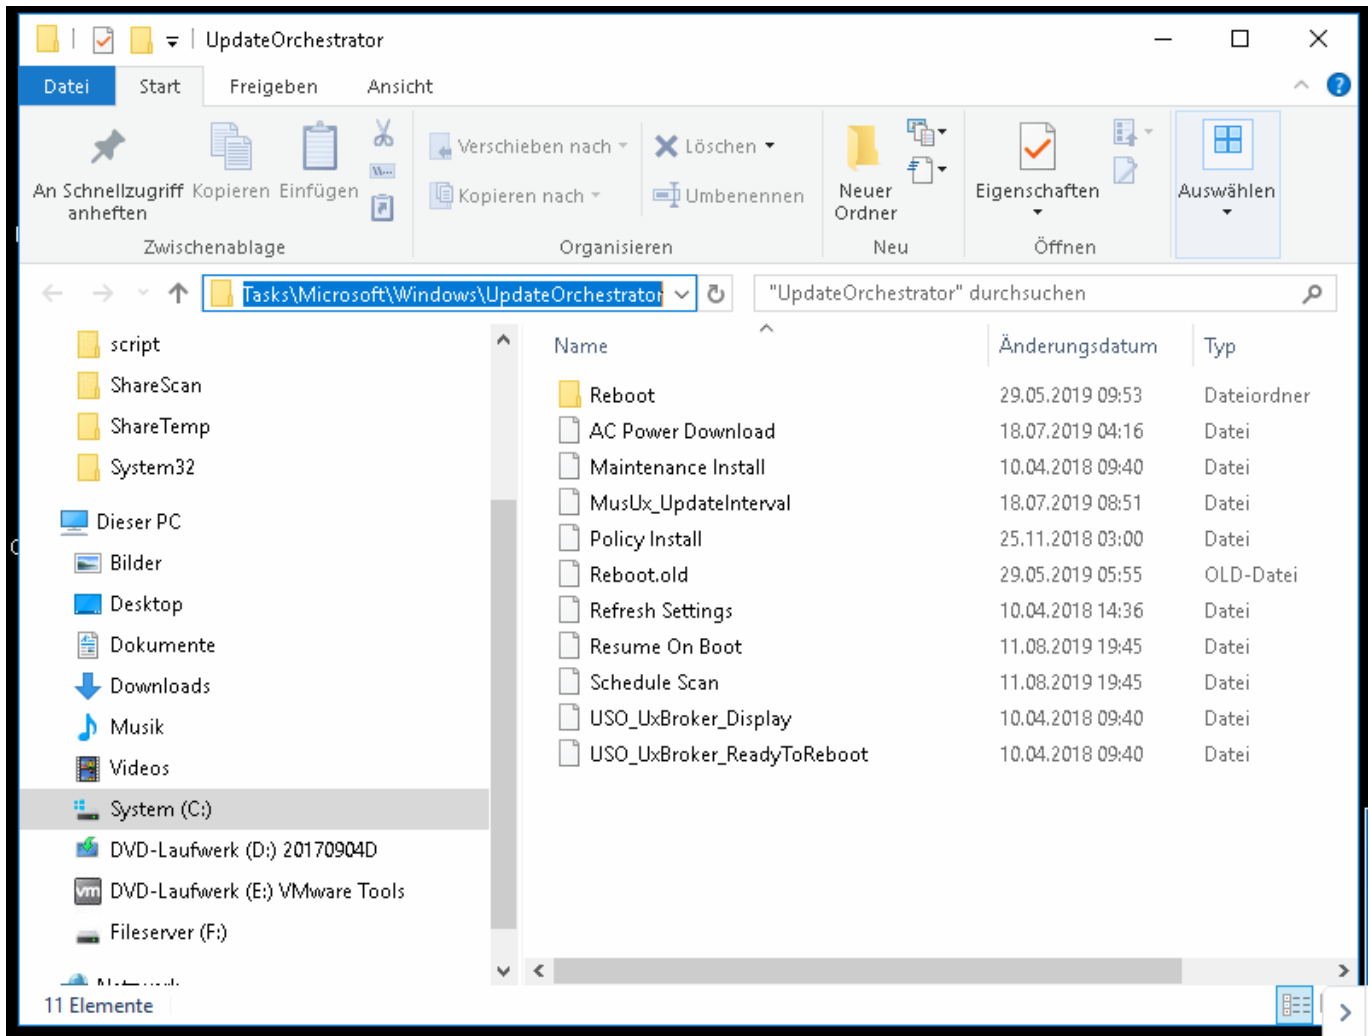 UpdateOrchestrator
Datei Start Freigeben Ansicht
An Schnellzugriff anheften
Kopieren
Einfügen
Verschieben nach
Kopieren nach
Löschen
Umbenennen
Neuer Ordner
Eigenschaften
Auswählen
Zwischenablage Organisieren Neu Öffnen
Tasks\Microsoft\Windows\UpdateOrchestrator
"UpdateOrchestrator" durchsuchen
script
ShareScan
ShareTemp
System32
Dieser PC
Bilder
Desktop
Dokumente
Downloads
Musik
Videos
System (C:)
DVD-Laufwerk (D:) 20170904D
vm DVD-Laufwerk (E:) VMware Tools
Fileserver (F:)
Name Änderungsdatum Typ
Reboot 29.05.2019 09:53 Dateiordner
AC Power Download 18.07.2019 04:16 Datei
Maintenance Install 10.04.2018 09:40 Datei
MusUx_UpdateInterval 18.07.2019 08:51 Datei
Policy Install 25.11.2018 03:00 Datei
Reboot.old 29.05.2019 05:55 OLD-Datei
Refresh Settings 10.04.2018 14:36 Datei
Resume On Boot 11.08.2019 19:45 Datei
Schedule Scan 11.08.2019 19:45 Datei
USO_UxBroker_Display 10.04.2018 09:40 Datei
USO_UxBroker_ReadyToReboot 10.04.2018 09:40 Datei
11 Elemente